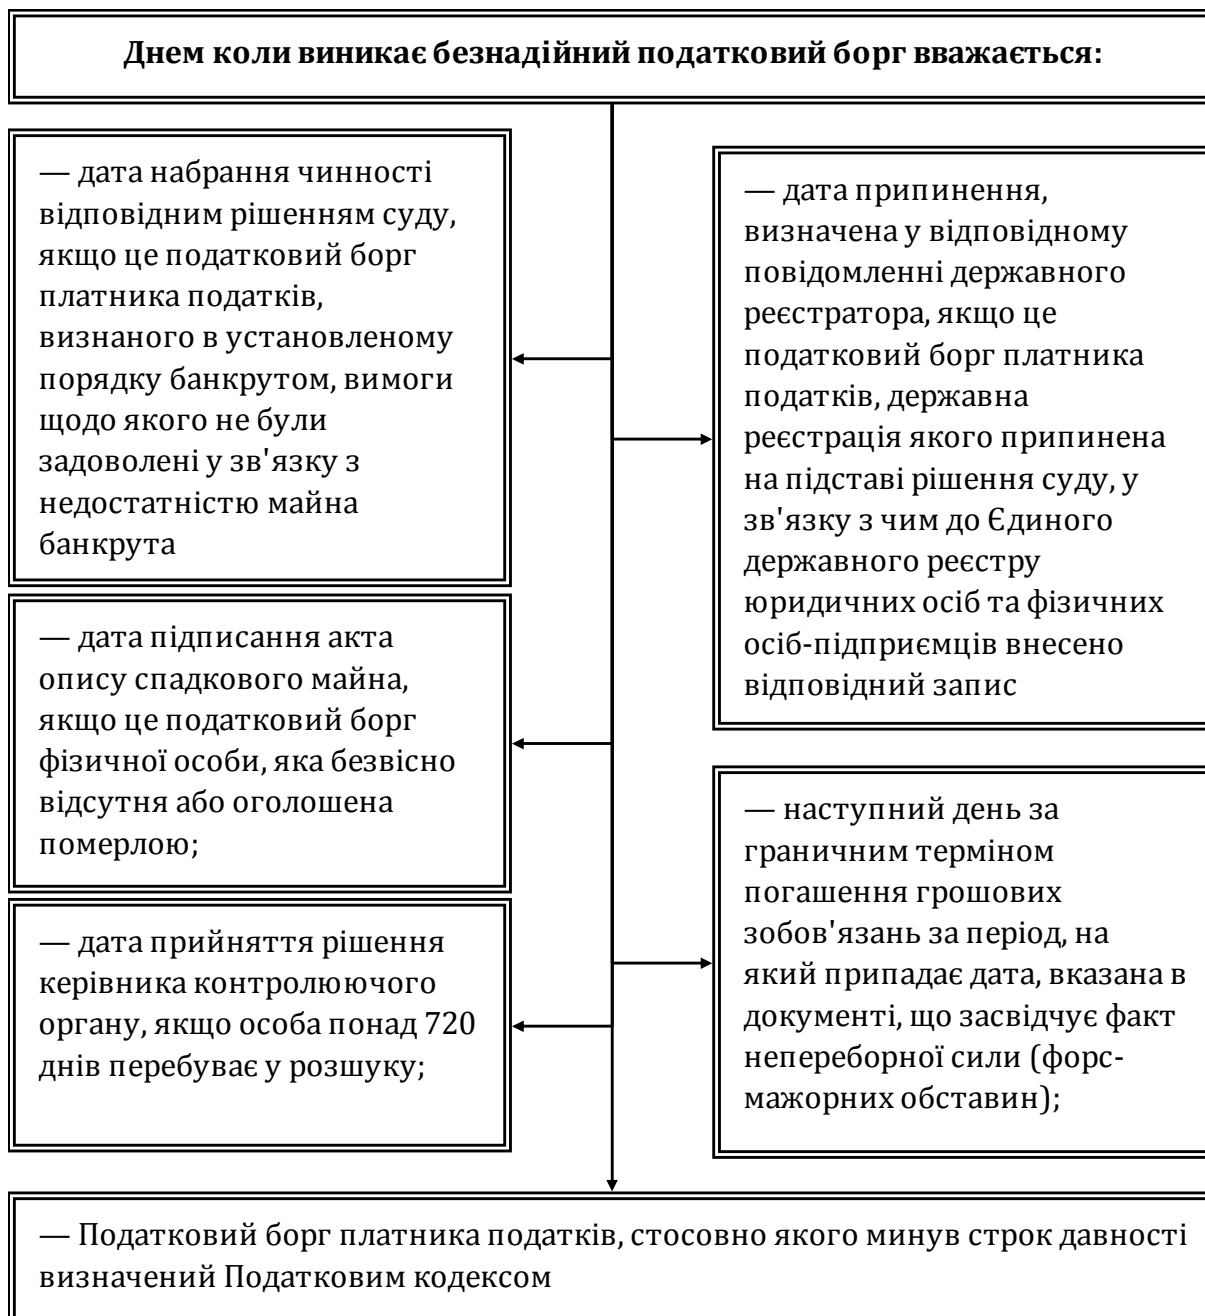 Днем коли виникає безнадійний податковий борг вважається:
— дата набрання чинності
відповідним рішенням суду,
якщо це податковий борг
платника податків,
визнаного в установленому
порядку банкрутом, вимоги
щодо якого не були
задоволені у зв'язку з
недостатністю майна
банкрута
— дата припинення,
визначена у відповідному
повідомленні державного
реєстратора, якщо це
податковий борг платника
податків, державна
реєстрація якого припинена
на підставі рішення суду, у
зв'язку з чим до Єдиного
державного реєстру
юридичних осіб та фізичних
осіб-підприємців внесено
відповідний запис
— дата підписання акта
опису спадкового майна,
якщо це податковий борг
фізичної особи, яка безвісно
відсутня або оголошена
померлою;
— наступний день за
граничним терміном
погашення грошових
зобов'язань за період, на
який припадає дата, вказана в
документі, що засвідчує факт
непереборної сили (форс-
мажорних обставин);
— дата прийняття рішення
керівника контролюючого
органу, якщо особа понад 720
днів перебуває у розшуку;
— Податковий борг платника податків, стосовно якого минув строк давності
визначений Податковим кодексом